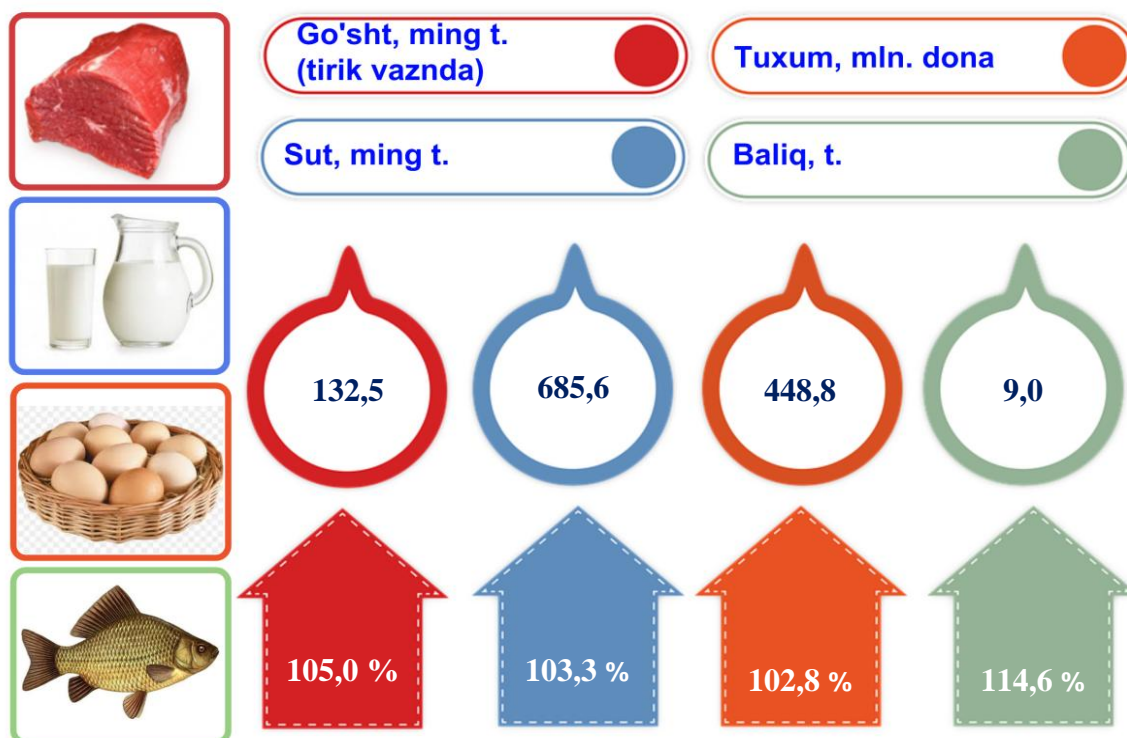 Go'sht, ming t.
(tirik vaznda)
Tuxum, mln. dona
Sut, ming t.
Baliq, t.
132,5
685,6
448,8
9,0
105,0 %
103,3 %
102,8 %
114,6 %